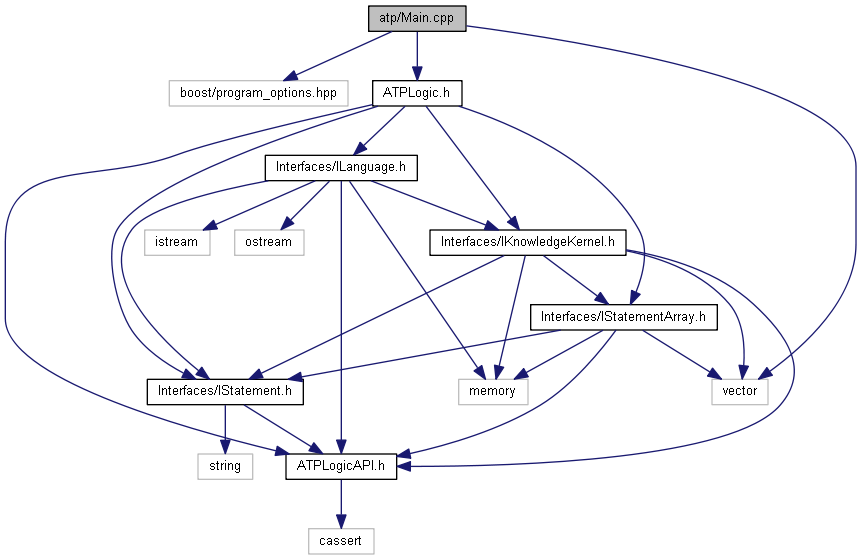 atp/Main.cpp
boost/program_options.hpp
ATPLogic.h
Interfaces/ILanguage.h
istream
ostream
Interfaces/IKnowledgeKernel.h
Interfaces/IStatementArray.h
Interfaces/IStatement.h
memory
vector
string
ATPLogicAPI.h
cassert